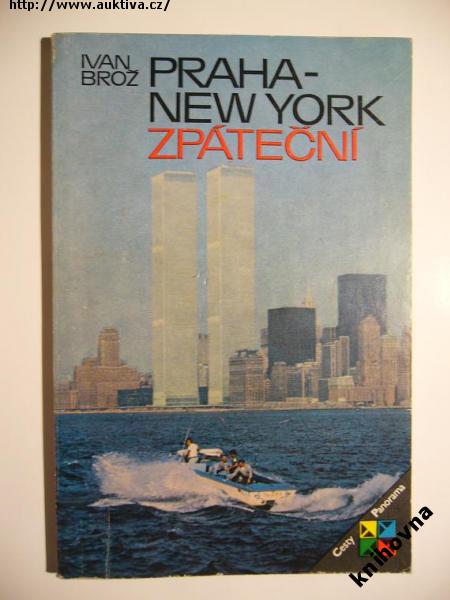 http://www.auktiva.cz/
IVAN
BROŽ
PRAHA-
NEW YORK
ZPÁTEČNÍ
Cesty
Panorama
knihovna